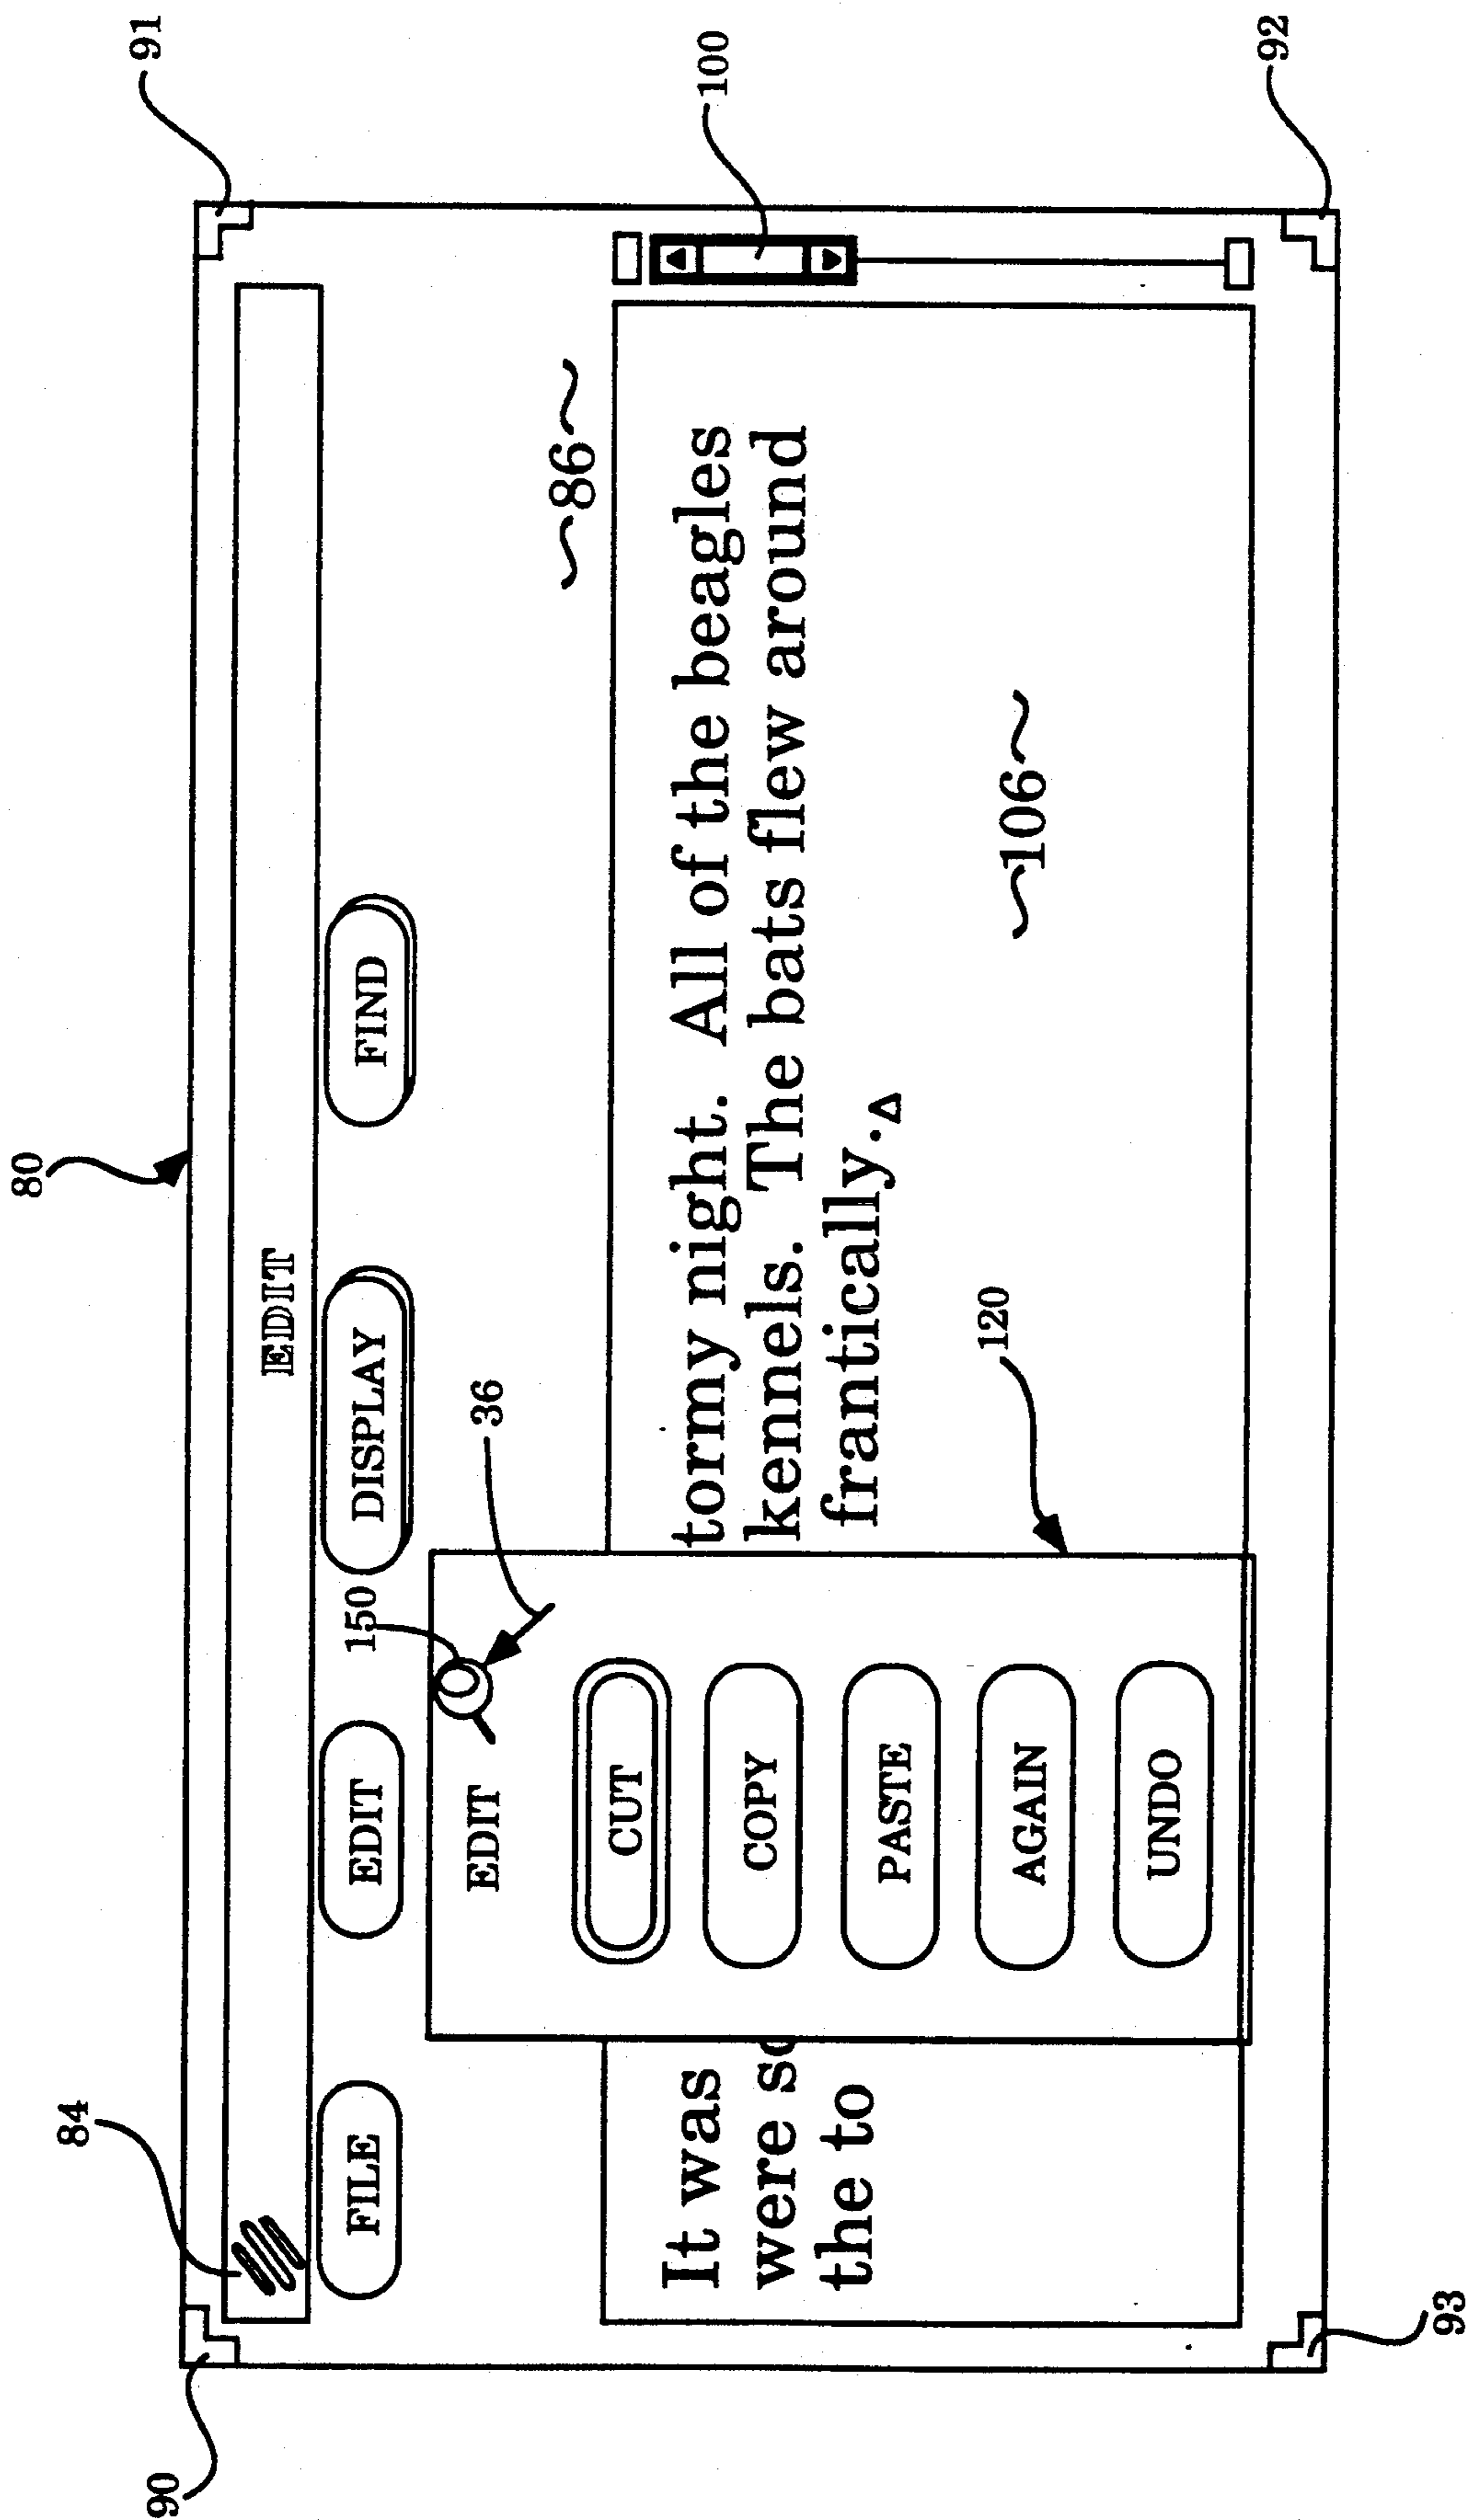 80
90
84
91
EDIT
FILE
EDIT
DISPLAY
FIND
150
36
86
100
EDIT
CUT
COPY
PASTE
AGAIN
UNDO
120
It was
tormy night. All of the beagles
were so
kennels. The bats flew around
the to
frantically.
106
93
92